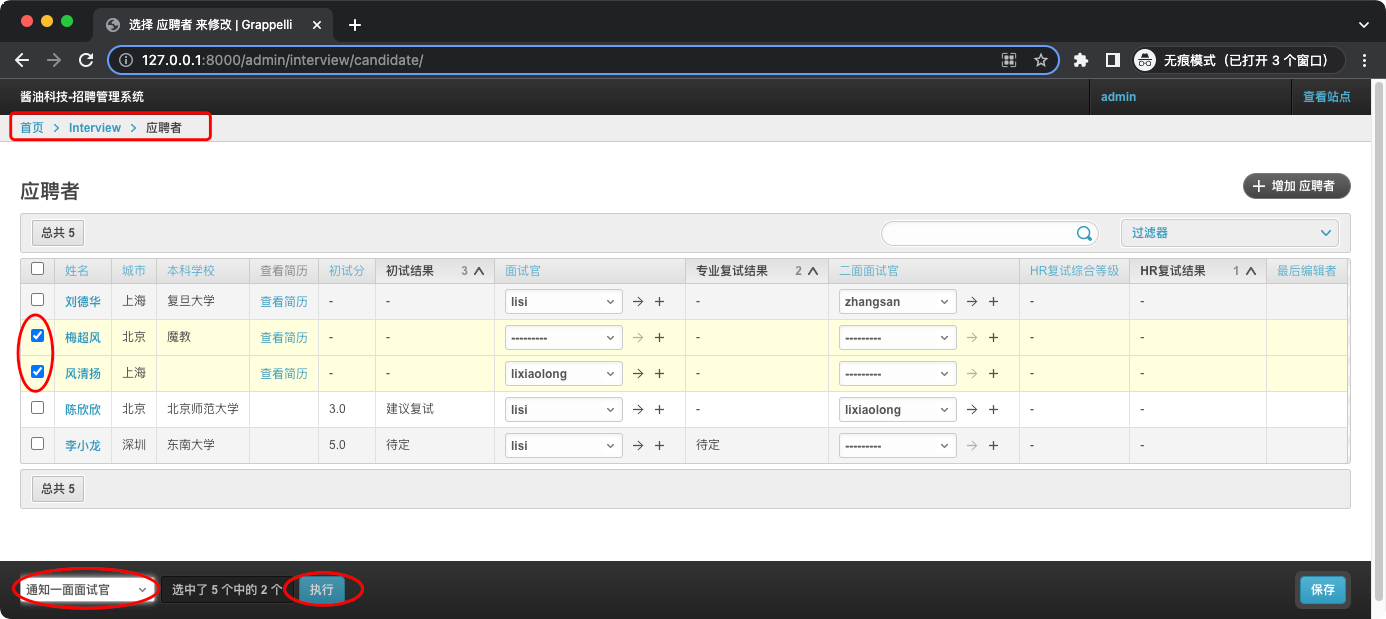 选择 应聘者 来修改 | Grappelli
127.0.0.1:8000/admin/interview/candidate/
无痕模式（已打开 3 个窗口）
酱油科技-招聘管理系统 admin 查看站点
首页 > Interview > 应聘者
应聘者
增加 应聘者
总共 5 过滤器
姓名 城市 本科学校 查看简历 初试分 初试结果 3 面试官 专业复试结果 2 二面面试官 HR复试综合等级 HR复试结果 1 最后编辑者
刘德华 上海 复旦大学 查看简历 - - lisi - zhangsan - -
梅超风 北京 魔教 查看简历 - - --------- - --------- - -
风清扬 上海 查看简历 - - lixiaolong - --------- - -
陈欣欣 北京 北京师范大学 3.0 建议复试 lisi - lixiaolong - -
李小龙 深圳 东南大学 5.0 待定 lisi 待定 --------- - -
总共 5
通知一面面试官 选中了 5 个中的 2 个 执行 保存